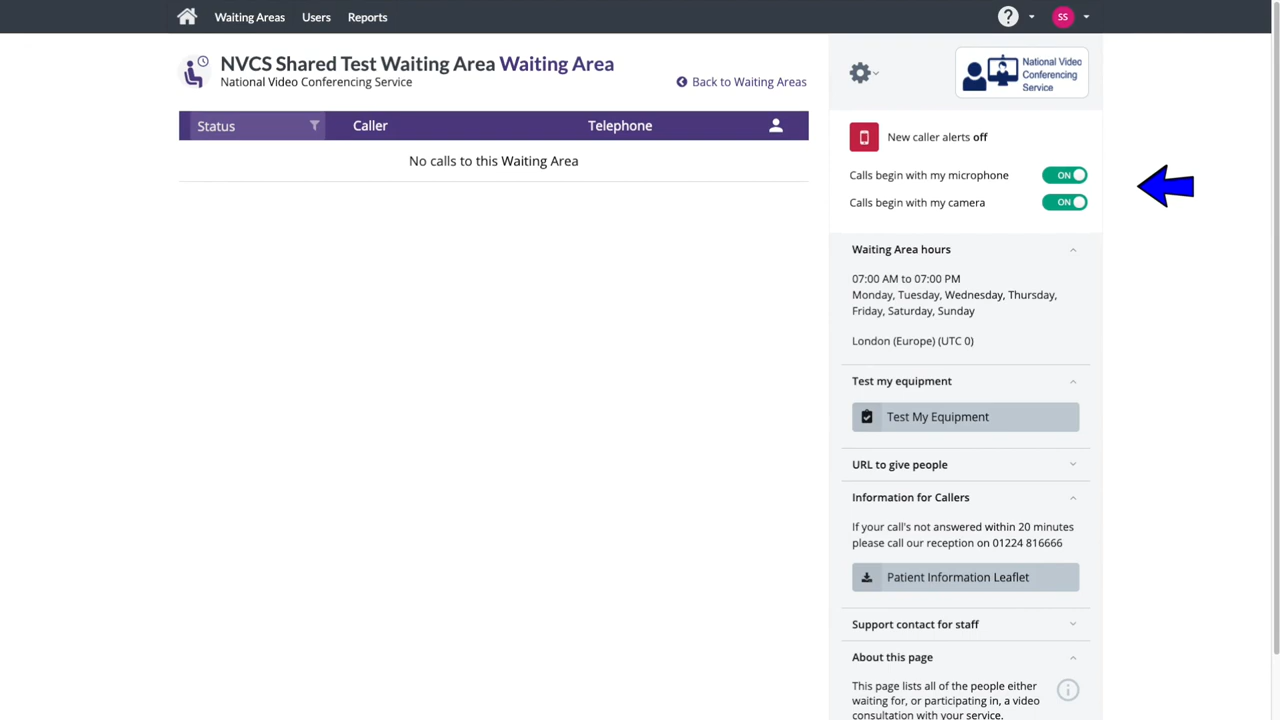 Waiting Areas Users Reports
?
SS
NVCS Shared Test Waiting Area Waiting Area
National Video Conferencing Service
Back to Waiting Areas
Status Caller Telephone
No calls to this Waiting Area
National Video
Conferencing
Service
New caller alerts off
Calls begin with my microphone ON
Calls begin with my camera ON
Waiting Area hours
07:00 AM to 07:00 PM
Monday, Tuesday, Wednesday, Thursday,
Friday, Saturday, Sunday
London (Europe) (UTC 0)
Test my equipment
Test My Equipment
URL to give people
Information for Callers
If your call's not answered within 20 minutes
please call our reception on 01224 816666
Patient Information Leaflet
Support contact for staff
About this page
This page lists all of the people either
waiting for, or participating in, a video
consultation with your service.